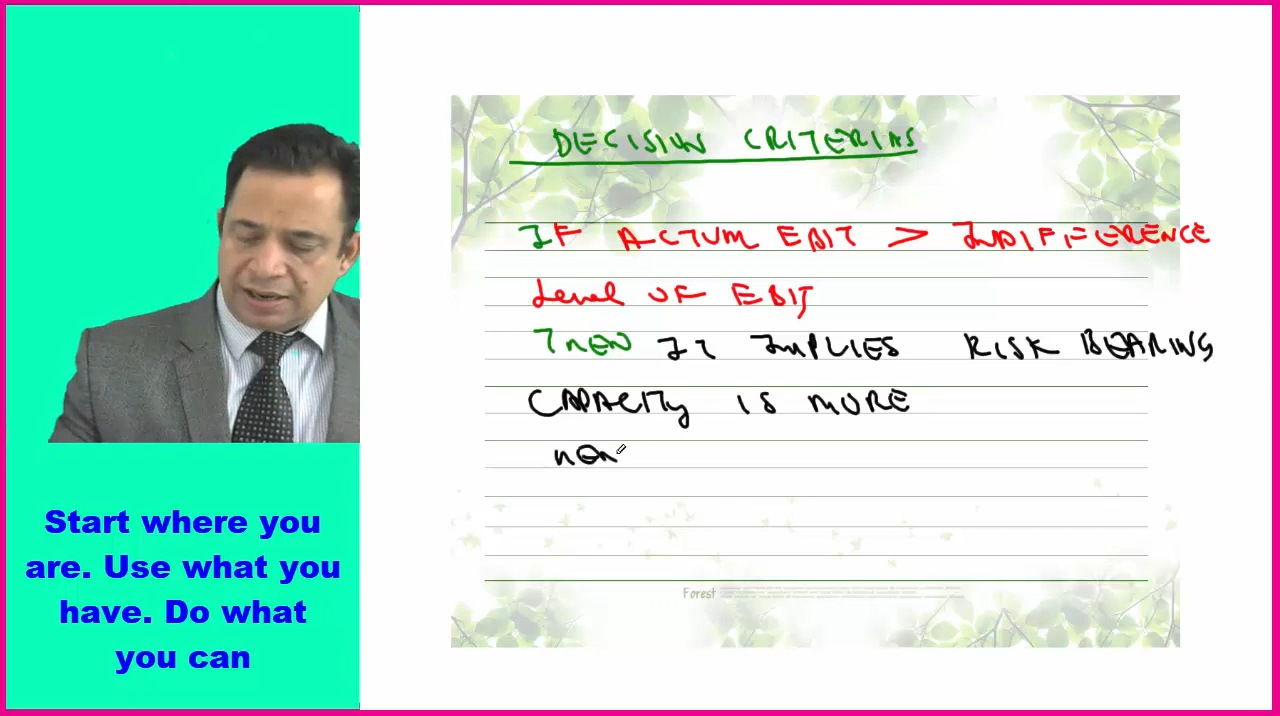 DECISION CRITERIAS
IF ACTUAL EBIT > INDIFFERENCE
Level OF EBIT
THEN IT IMPLIES RISK BEARING
CAPACITY IS MORE
Start where you
are. Use what you
have. Do what
you can
Forest